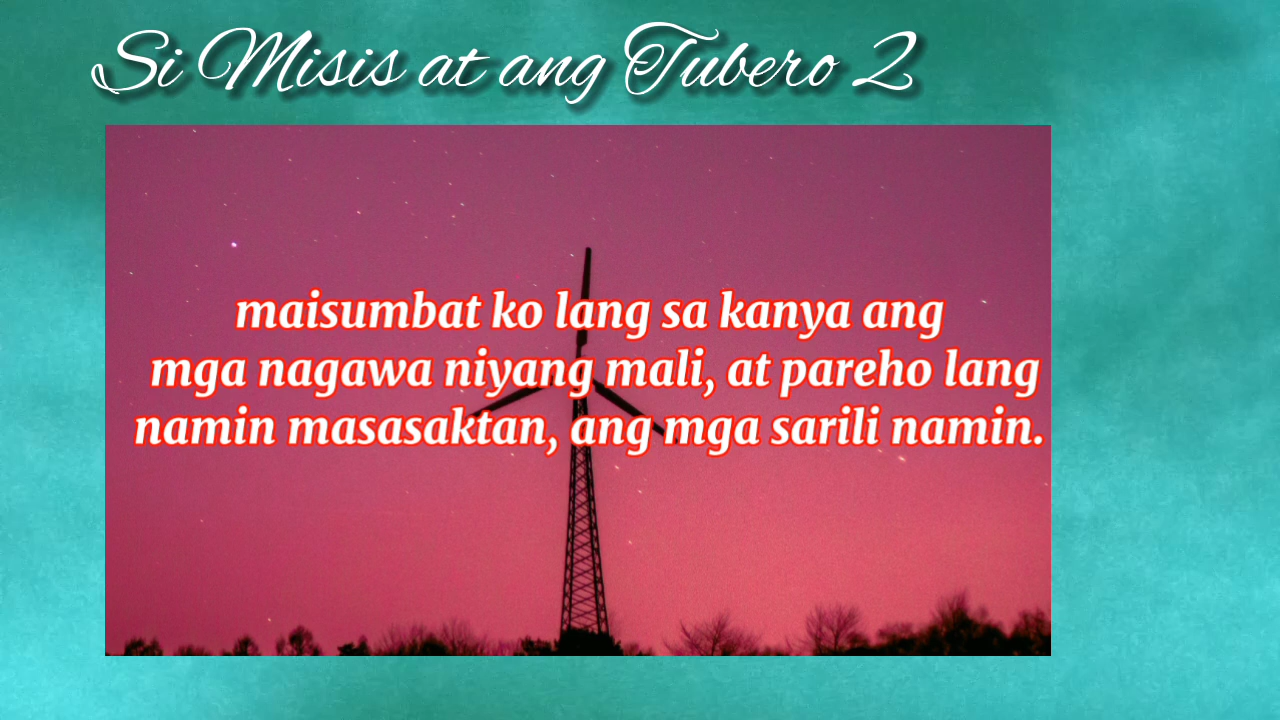 Si Misis at ang Tubero 2
maisumbat ko lang sa kanya ang
mga nagawa niyang mali, at pareho lang
namin masasaktan, ang mga sarili namin.